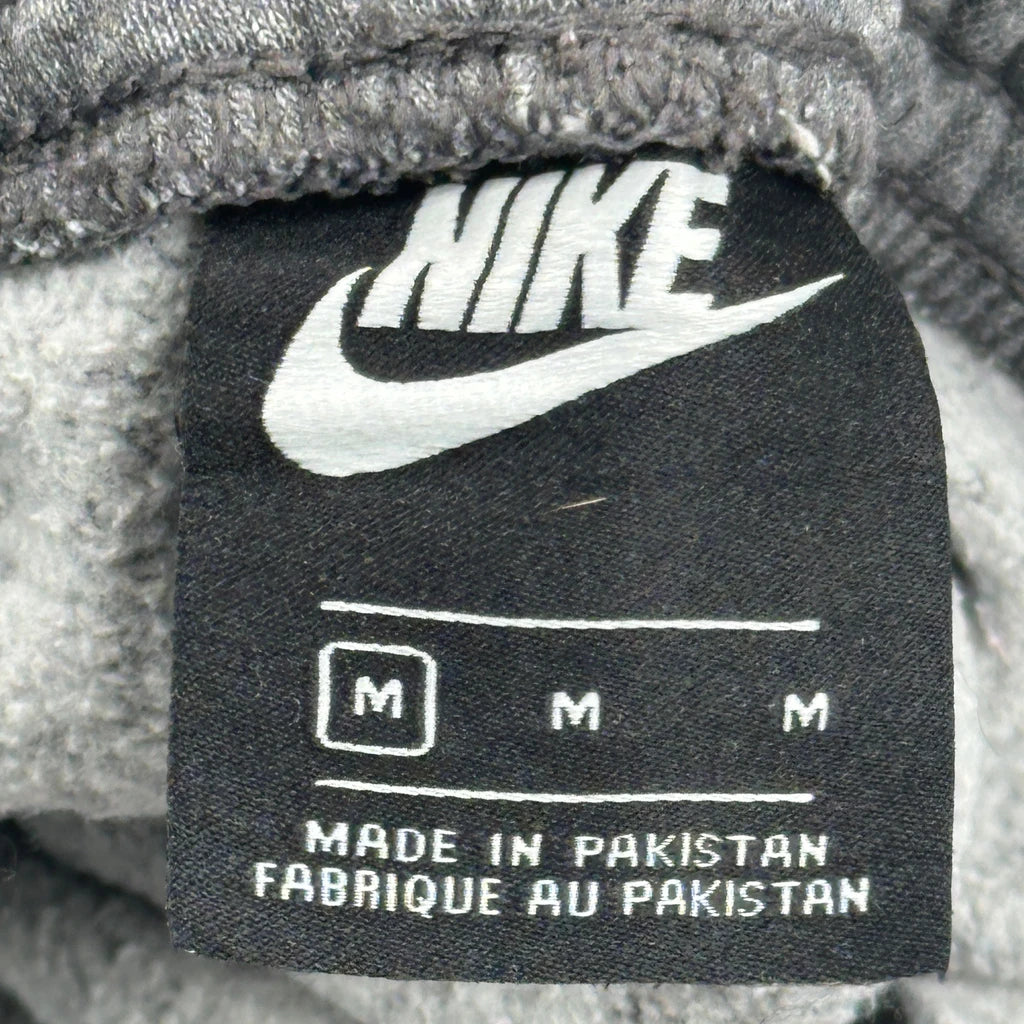 NIKE
M M M
MADE IN PAKISTAN
FABRIQUE AU PAKISTAN